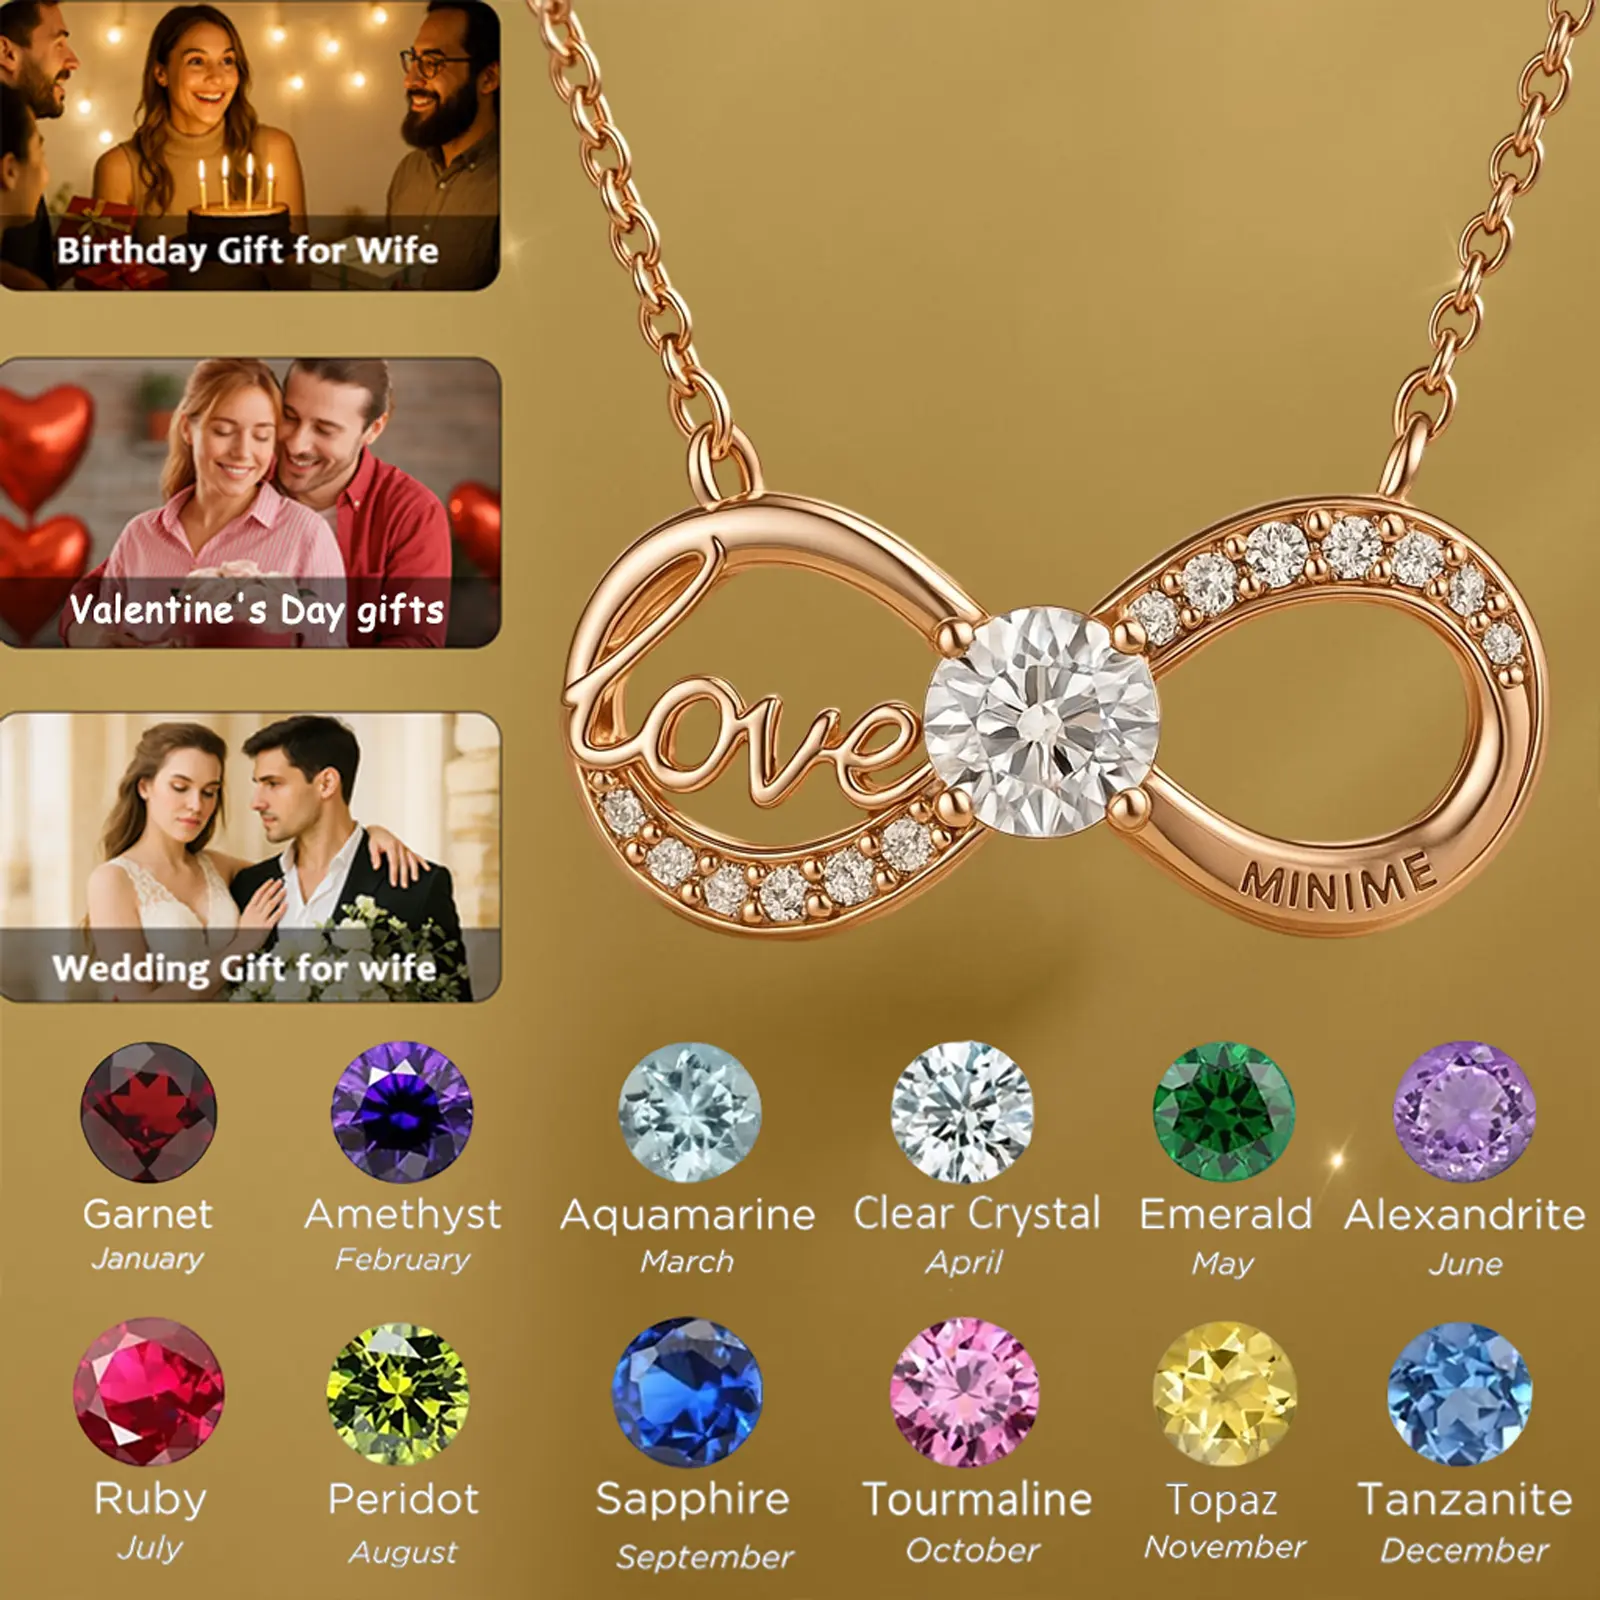 Birthday Gift for Wife
Valentine's Day gifts
Wedding Gift for wife
love
MINIME
Garnet
January
Amethyst
February
Aquamarine
March
Clear Crystal
April
Emerald
May
Alexandrite
June
Ruby
July
Peridot
August
Sapphire
September
Tourmaline
October
Topaz
November
Tanzanite
December